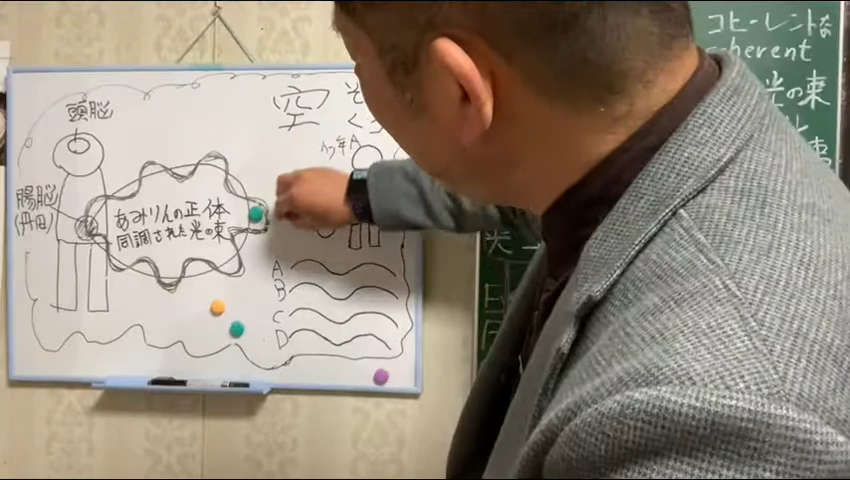 頭脳
腸脳
(丹田)
あみりんの正体
同調された光の束
空
A
B
C
D
コヒーレントな
coherent
光の束
光